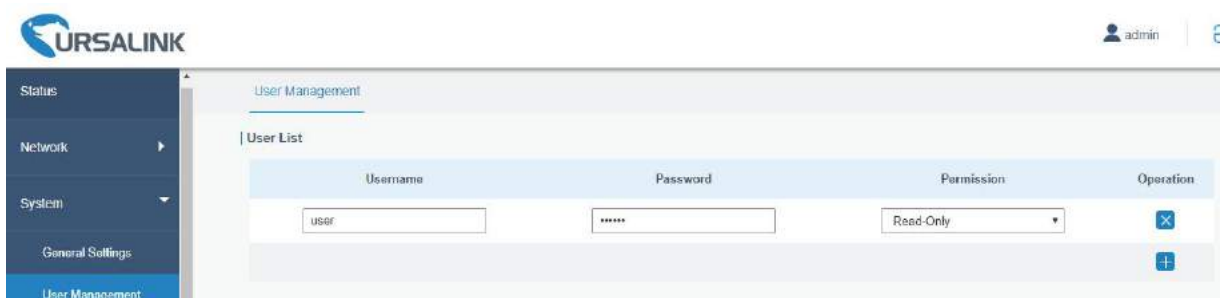 URSALINK
admin
Status
User Management
Network
User List
Username Password Permission Operation
System
user •••••• Read-Only
General Settings
User Management